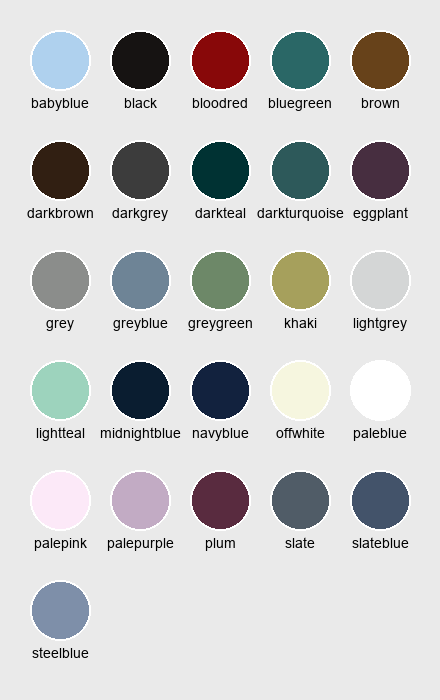 babyblue black bloodred bluegreen brown
darkbrown darkgrey darkteal darkturquoise eggplant
grey greyblue greygreen khaki lightgrey
lightteal midnightblue navyblue offwhite paleblue
palepink palepurple plum slate slateblue
steelblue